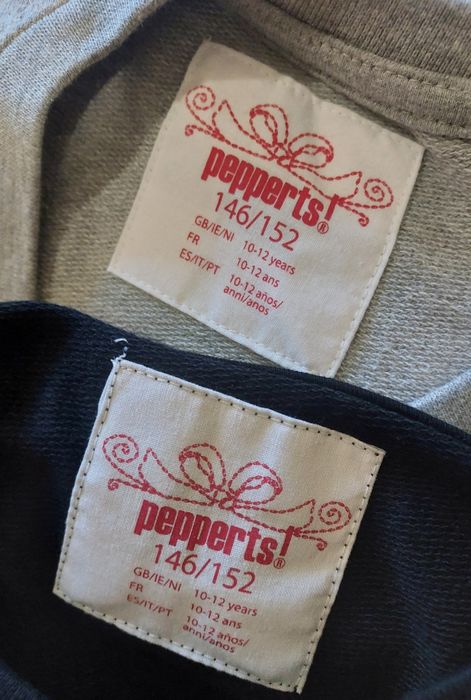 pepperts!®
146/152
GB/IE/NI 10-12 years
FR 10-12 ans
ES/IT/PT 10-12 años/
anni/anos
pepperts!®
146/152
GB/IE/NI 10-12 years
FR 10-12 ans
ES/IT/PT 10-12 años/
anni/anos